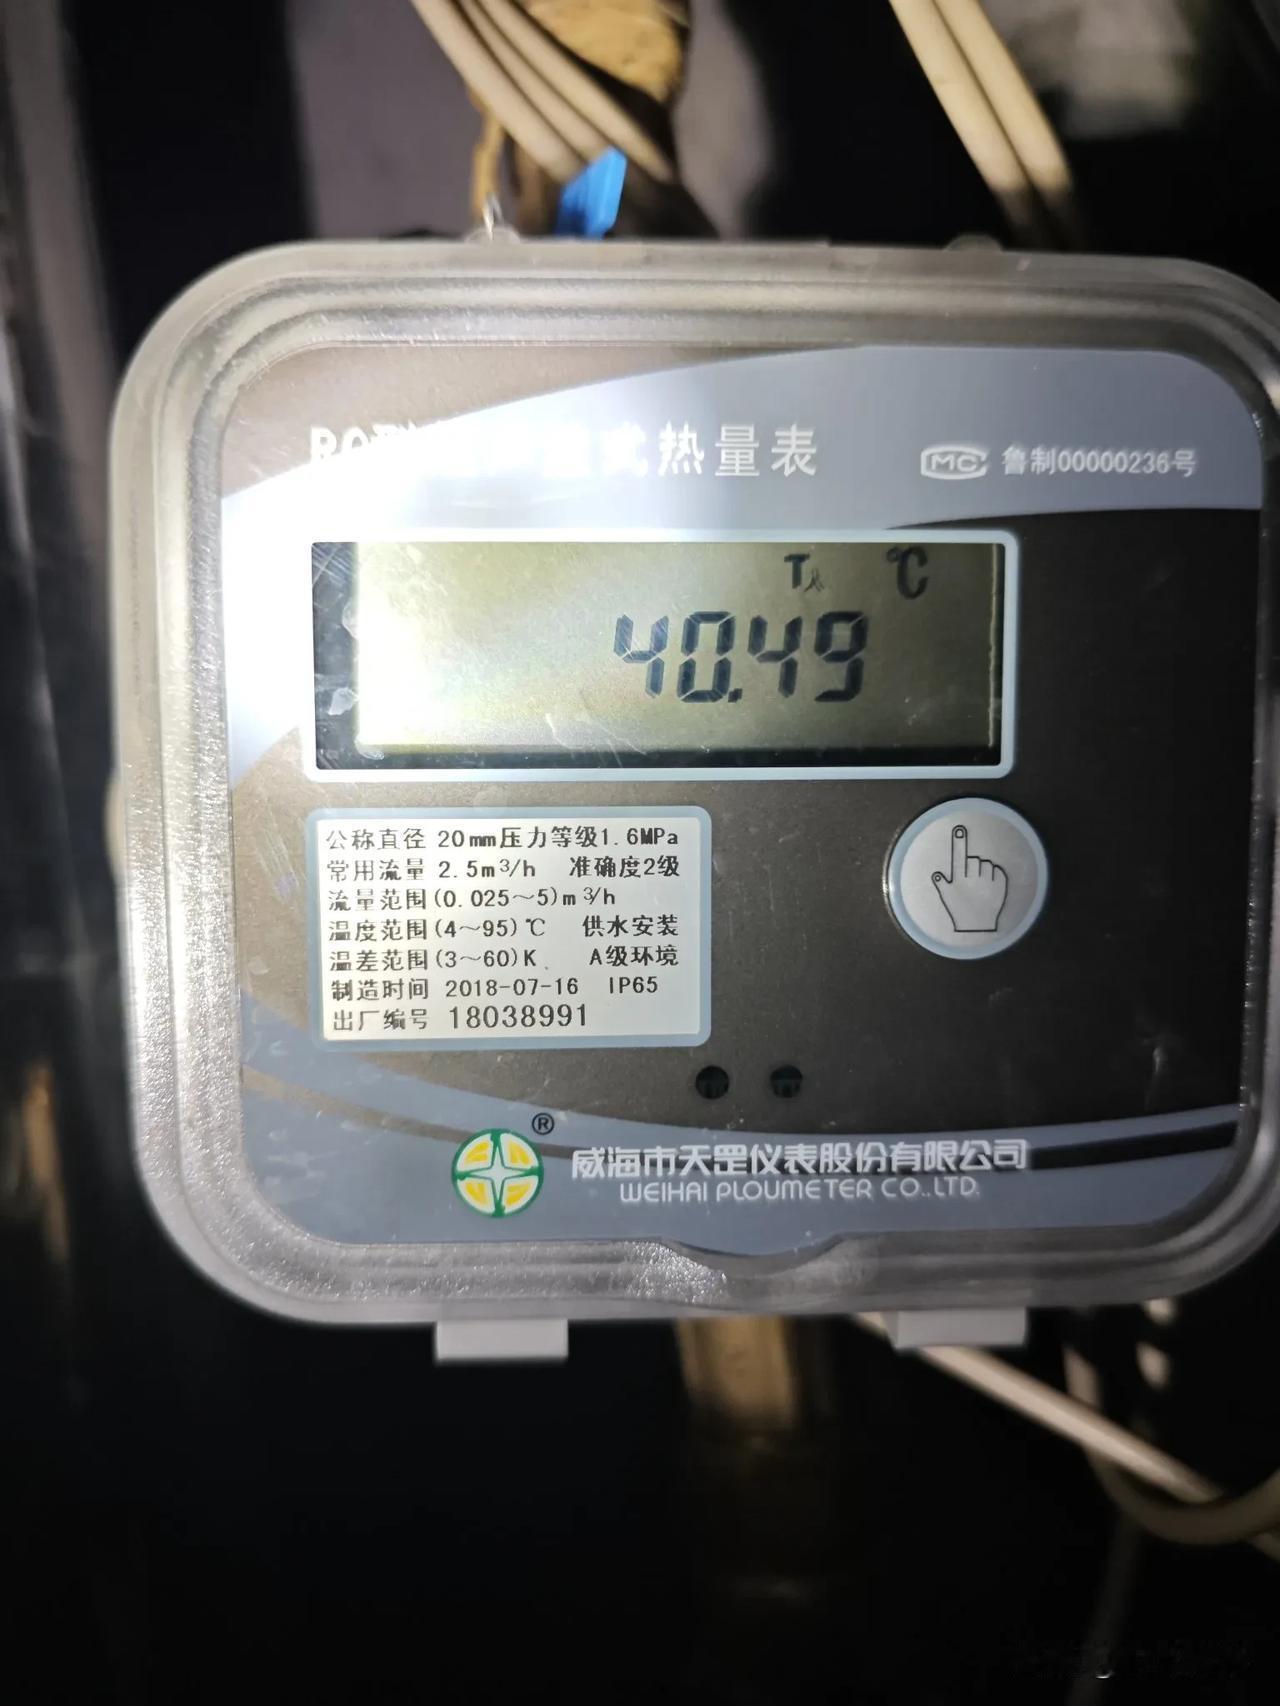 式热量表
MC 鲁制00000236号
T入 ℃
40.49
公称直径 20mm压力等级1.6MPa
常用流量 2.5m³/h 准确度2级
流量范围(0.025~5)m³/h
温度范围(4~95)℃ 供水安装
温差范围(3~60)K A级环境
制造时间 2018-07-16 IP65
出厂编号 18038991
®
威海市天罡仪表股份有限公司
WEIHAI PLOUMETER CO.,LTD.